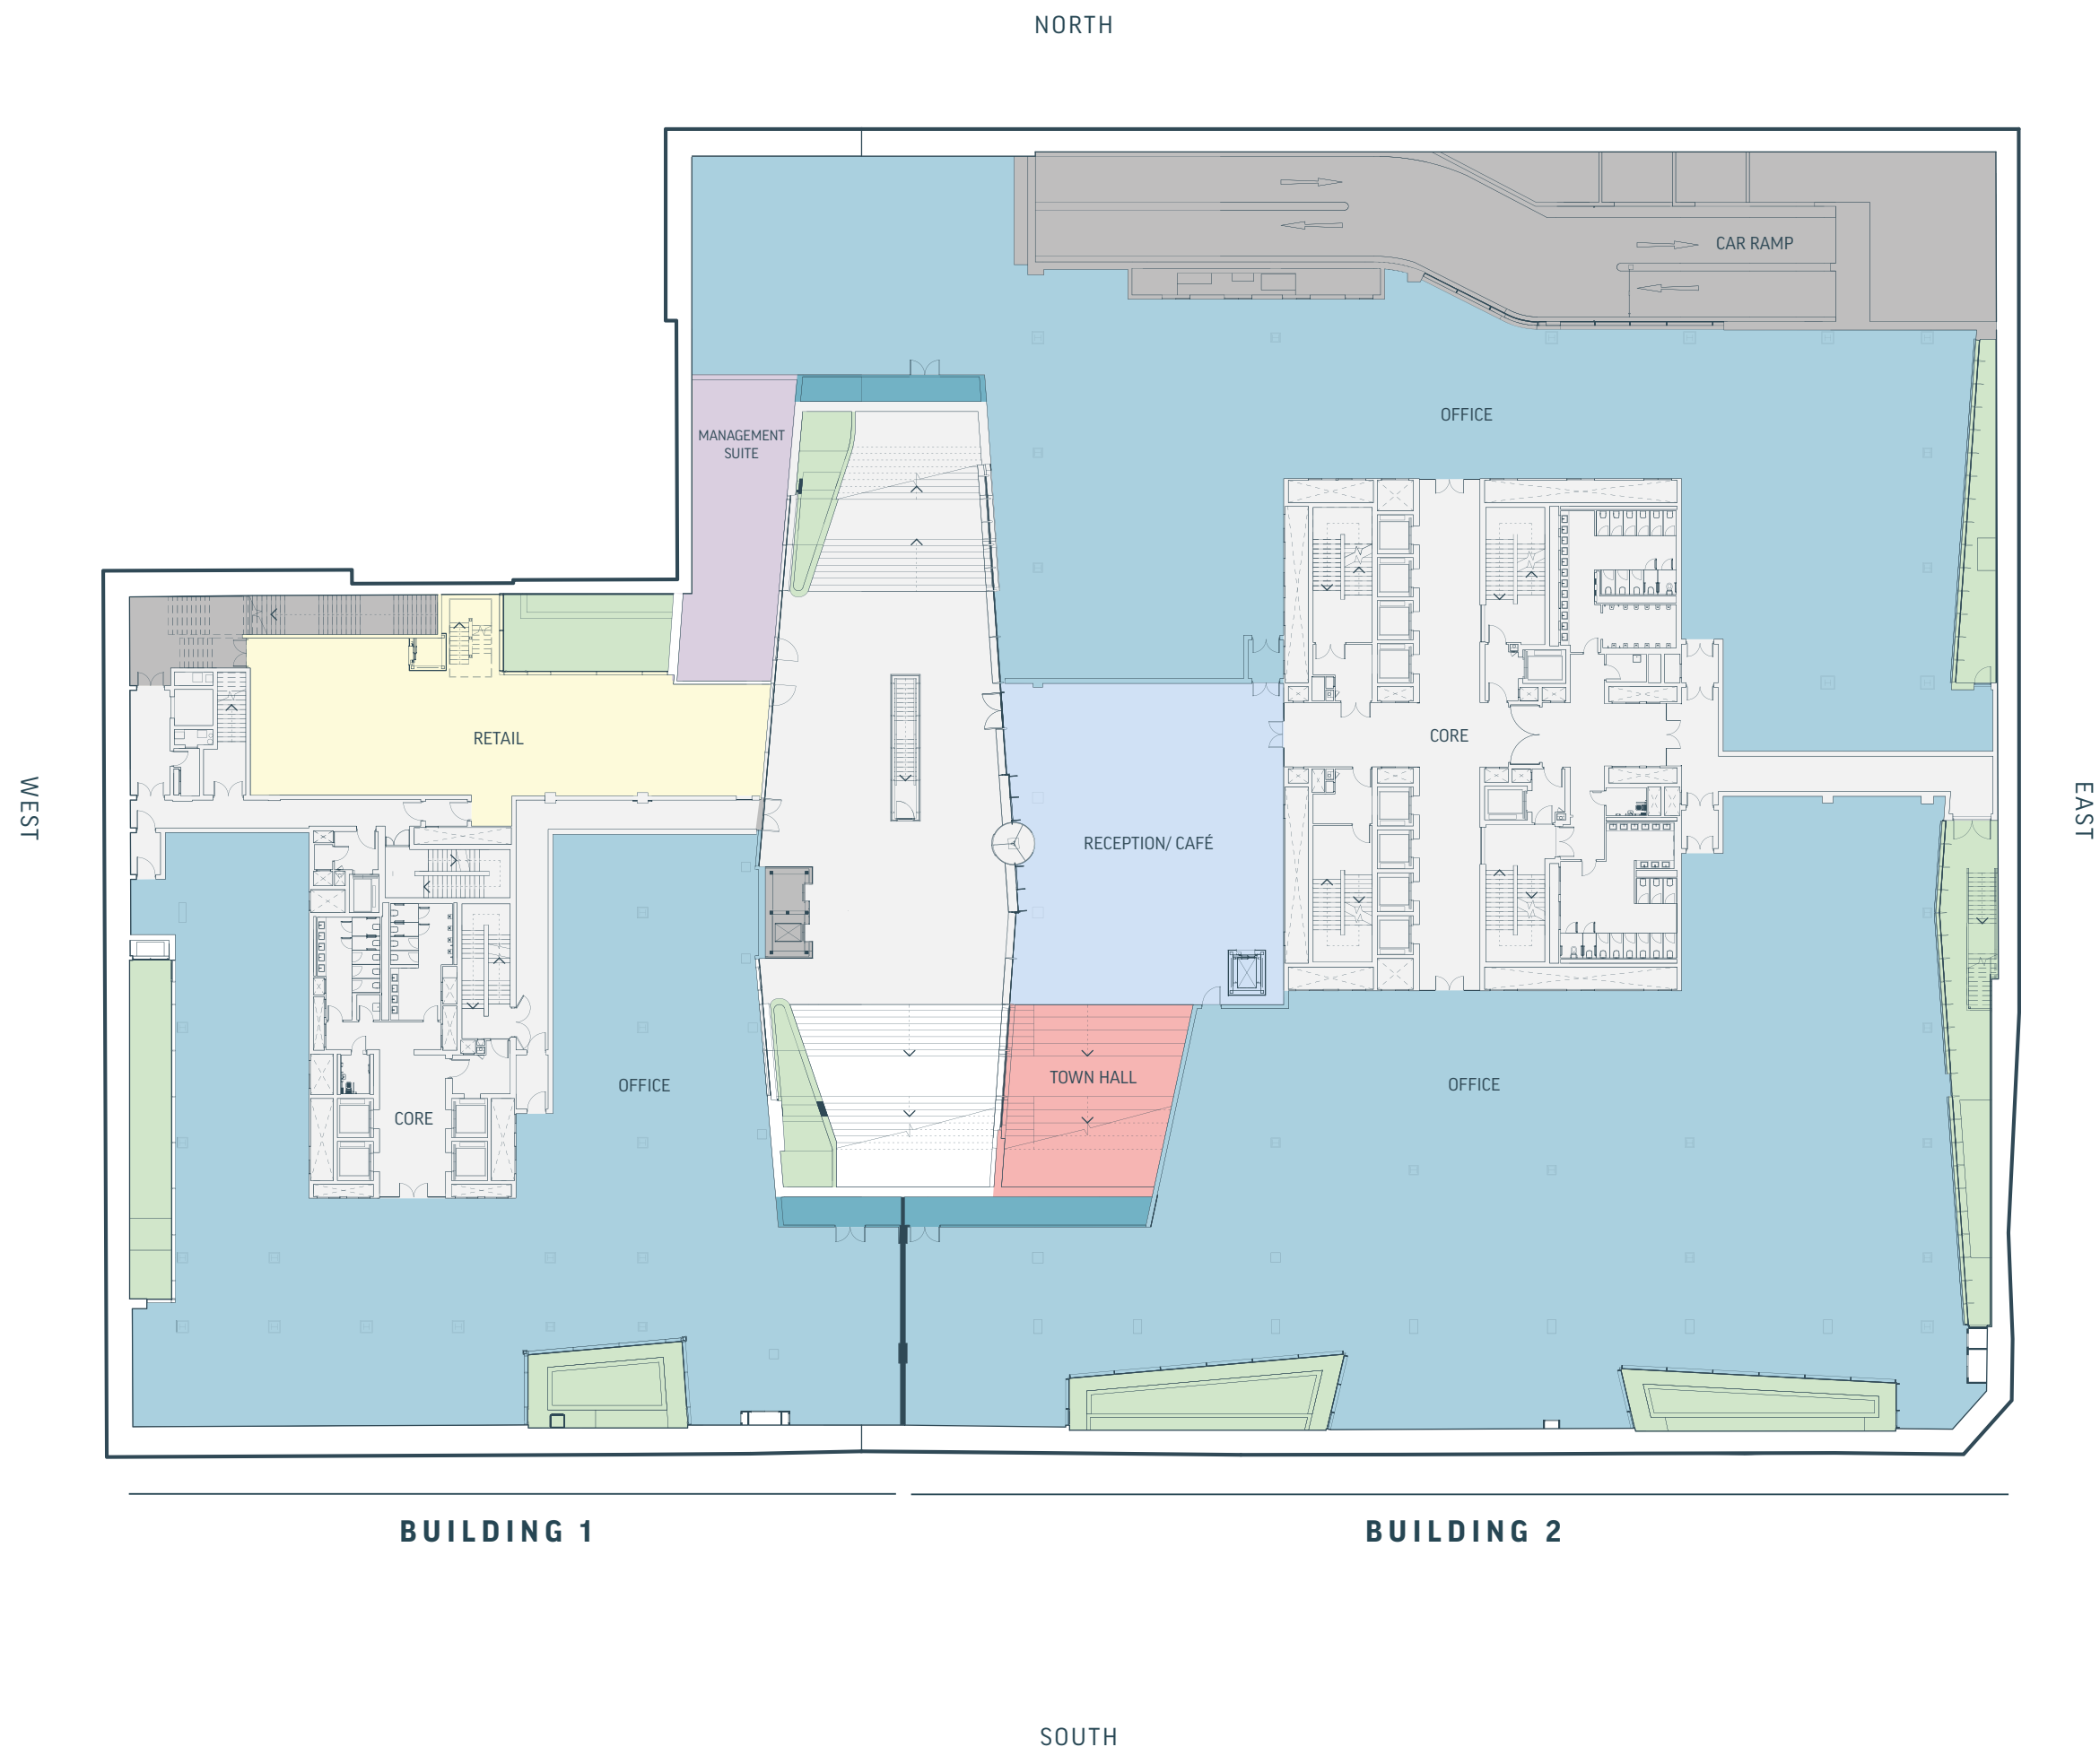 NORTH
CAR RAMP
OFFICE
MANAGEMENT
SUITE
RETAIL
CORE
WEST
EAST
RECEPTION/ CAFÉ
TOWN HALL
OFFICE
OFFICE
CORE
BUILDING 1
BUILDING 2
SOUTH